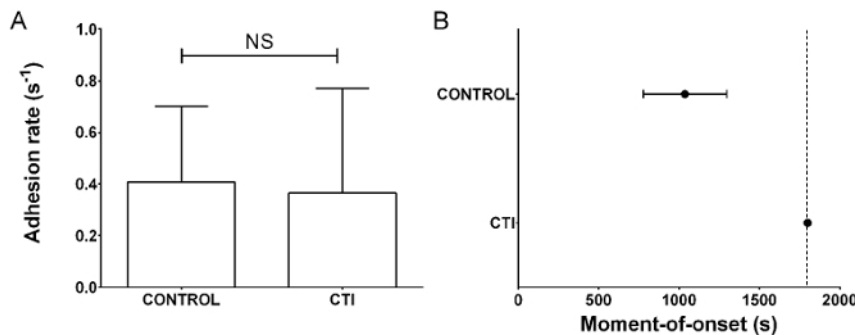 A
Adhesion rate (s⁻¹)
1.0
0.8
0.6
0.4
0.2
0.0
NS
CONTROL CTI
B
CONTROL
CTI
0 500 1000 1500 2000
Moment-of-onset (s)